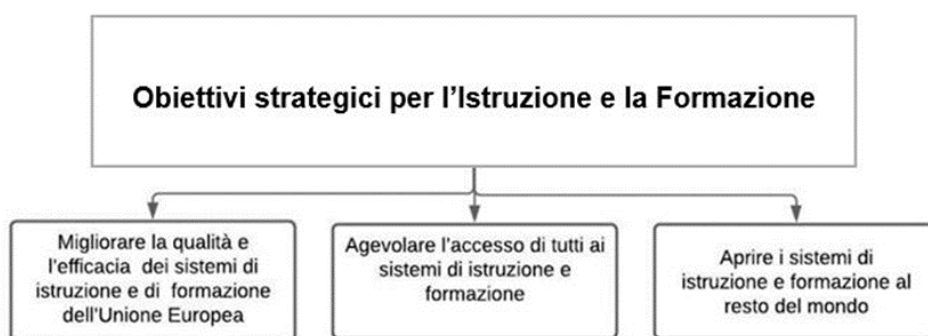 Obiettivi strategici per l’Istruzione e la Formazione
Migliorare la qualità e
l’efficacia dei sistemi di
istruzione e di formazione
dell’Unione Europea
Agevolare l’accesso di tutti ai
sistemi di istruzione e
formazione
Aprire i sistemi di
istruzione e formazione al
resto del mondo